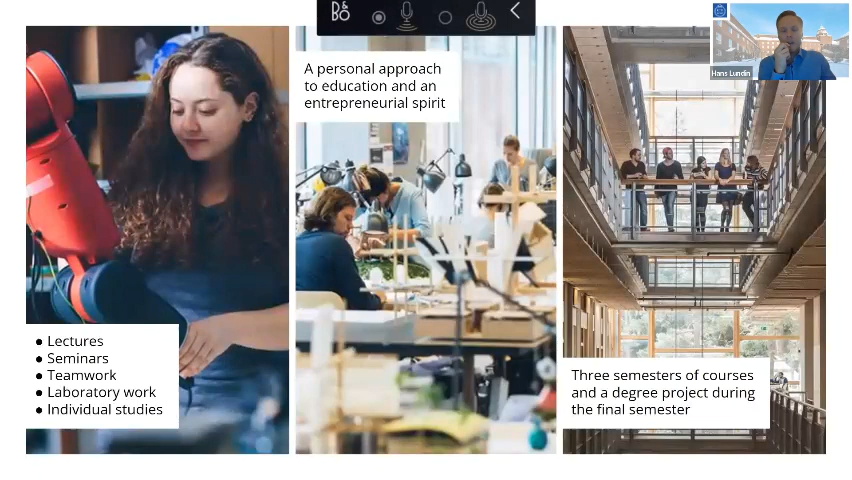 B&O
A personal approach
to education and an
entrepreneurial spirit
Hans Lundin
● Lectures
● Seminars
● Teamwork
● Laboratory work
● Individual studies
Three semesters of courses
and a degree project during
the final semester